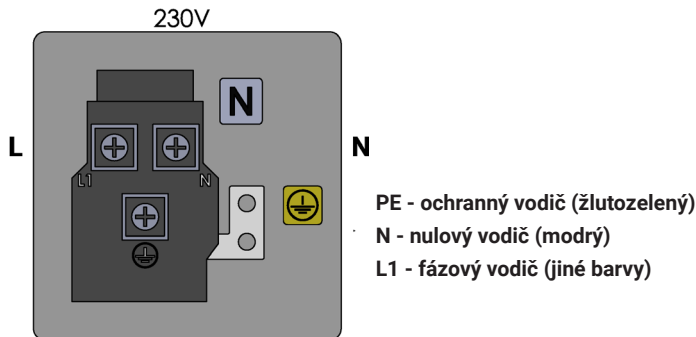 230V
N
L
N
L1
N
PE - ochranný vodič (žlutozelený)
N - nulový vodič (modrý)
L1 - fázový vodič (jiné barvy)